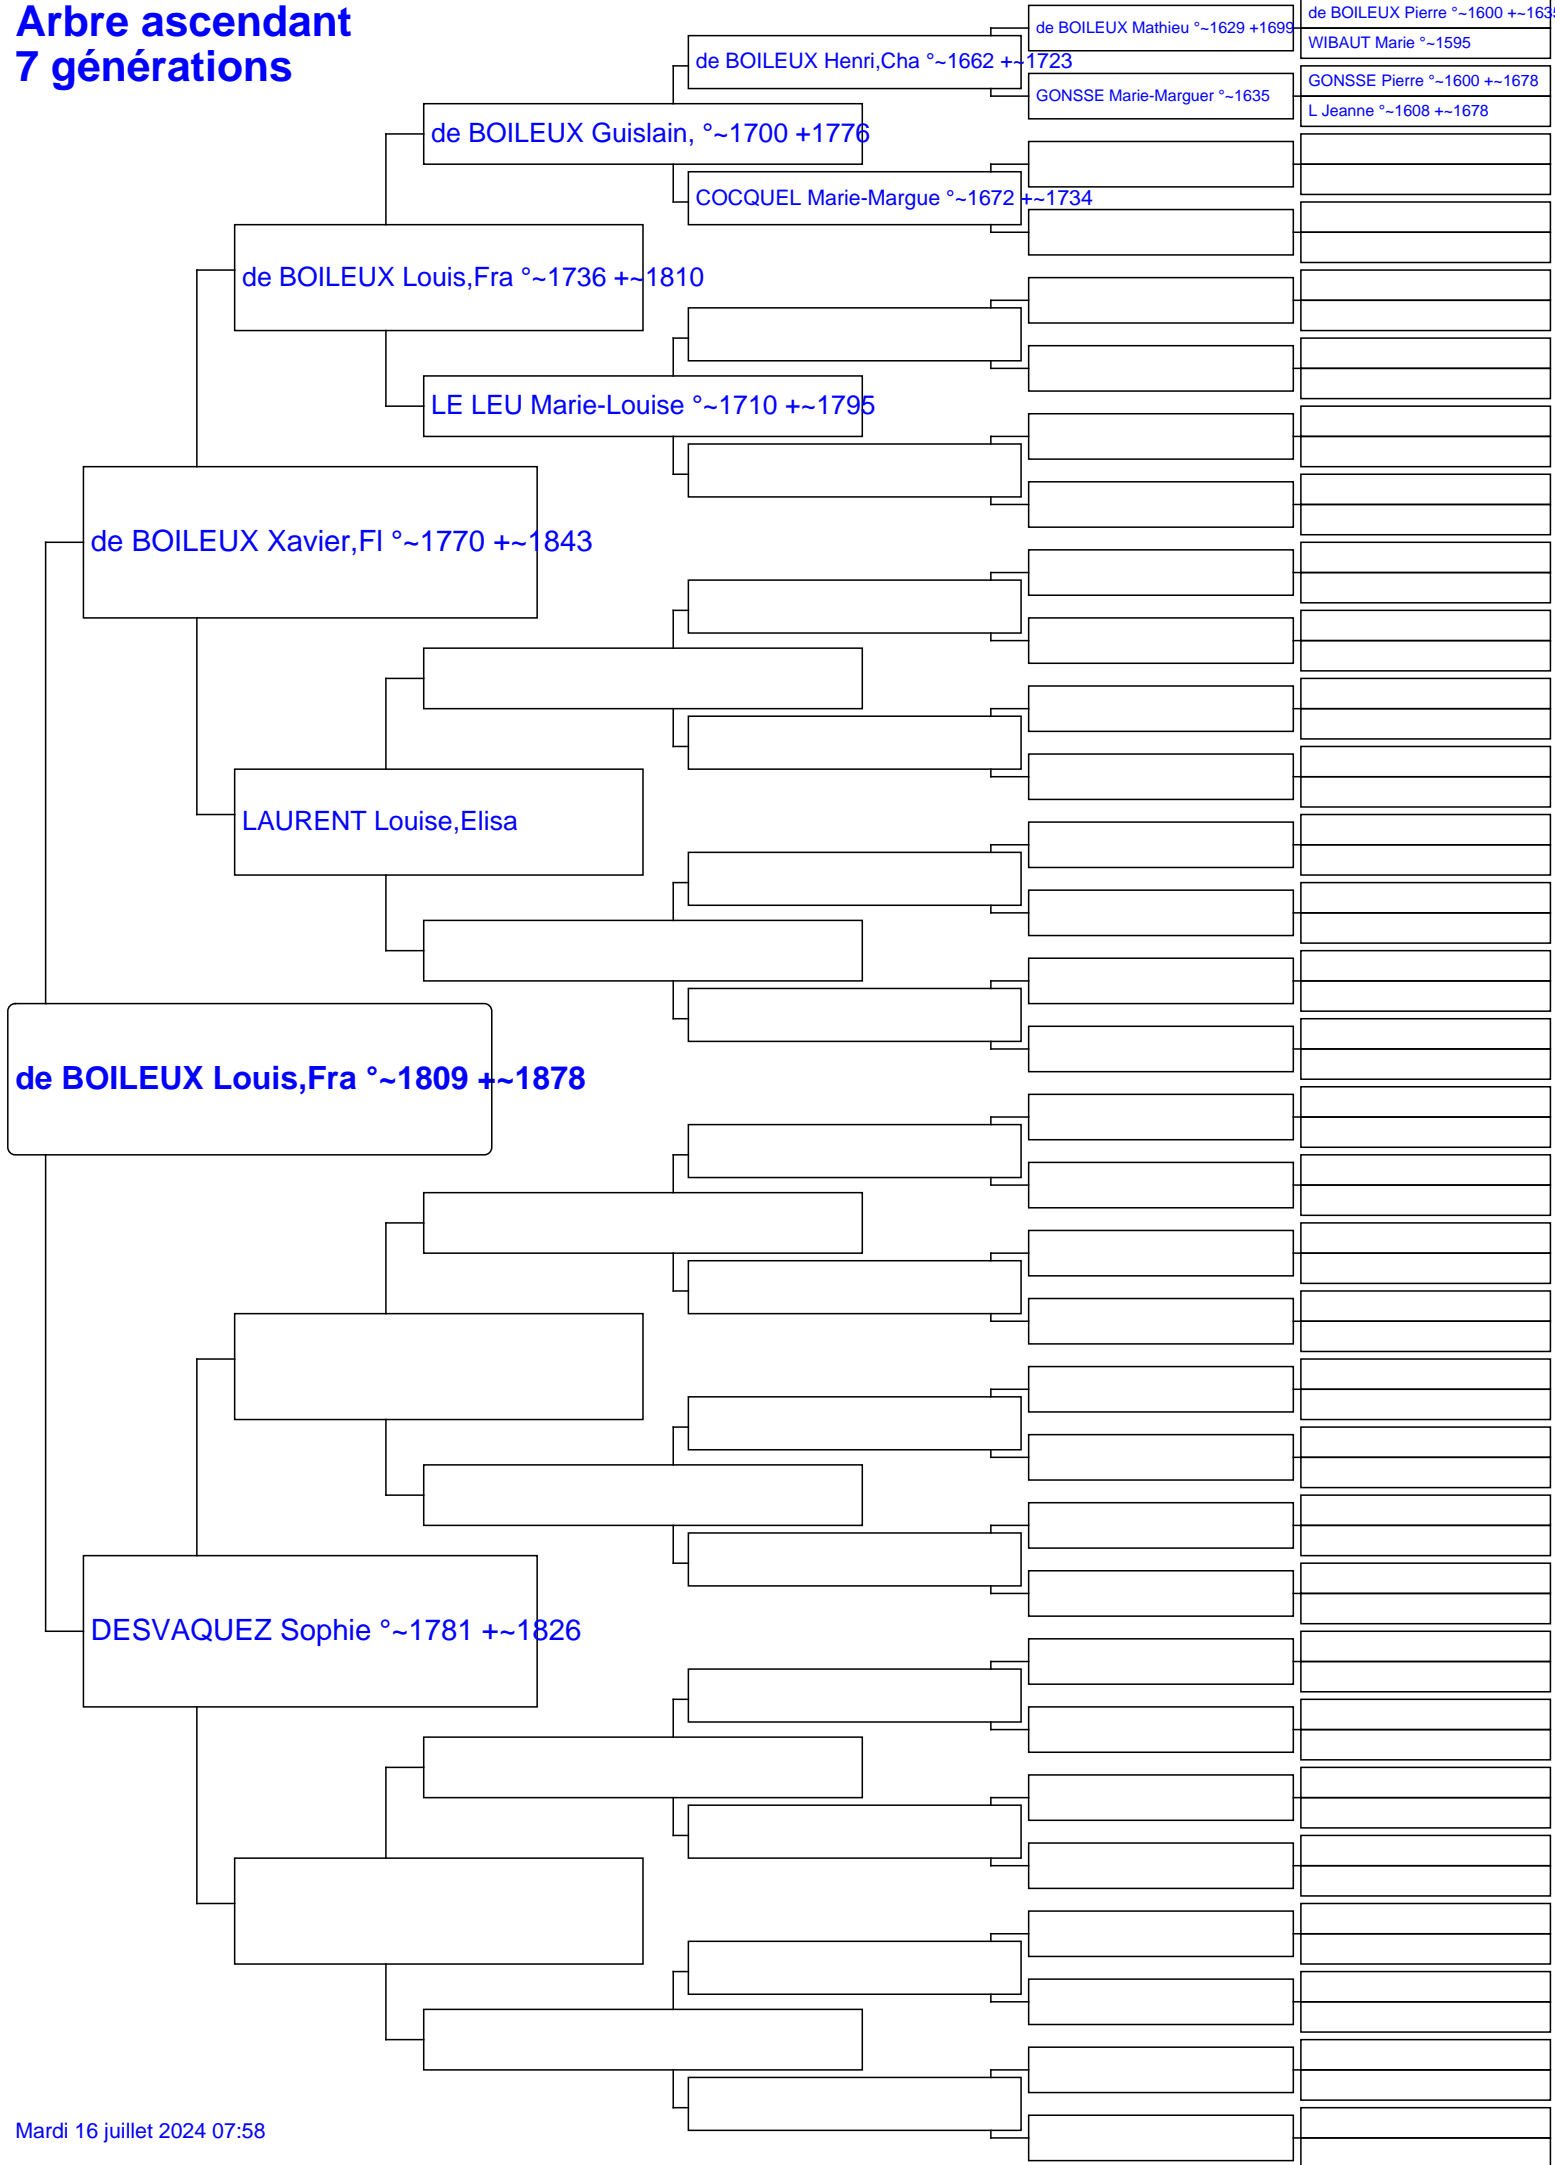 Arbre ascendant
7 générations
de BOILEUX Pierre °~1600 +~1635
de BOILEUX Mathieu °~1629 +1699
WIBAUT Marie °~1595
de BOILEUX Henri,Cha °~1662 +~1723
GONSSE Pierre °~1600 +~1678
GONSSE Marie-Marguer °~1635
L Jeanne °~1608 +~1678
de BOILEUX Guislain, °~1700 +1776
COCQUEL Marie-Margue °~1672 +~1734
de BOILEUX Louis,Fra °~1736 +~1810
LE LEU Marie-Louise °~1710 +~1795
de BOILEUX Xavier,Fl °~1770 +~1843
LAURENT Louise,Elisa
de BOILEUX Louis,Fra °~1809 +~1878
DESVAQUEZ Sophie °~1781 +~1826
Mardi 16 juillet 2024 07:58